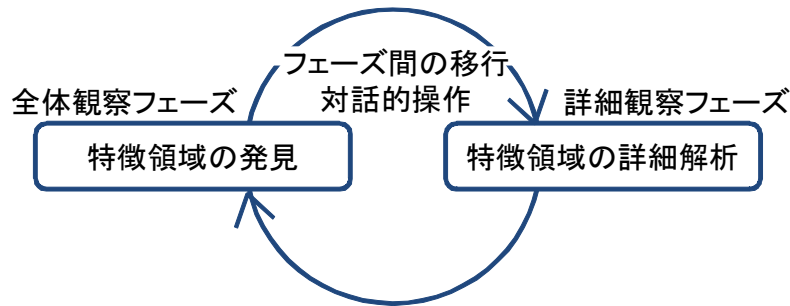 フェーズ間の移行
対話的操作
全体観察フェーズ
特徴領域の発見
詳細観察フェーズ
特徴領域の詳細解析